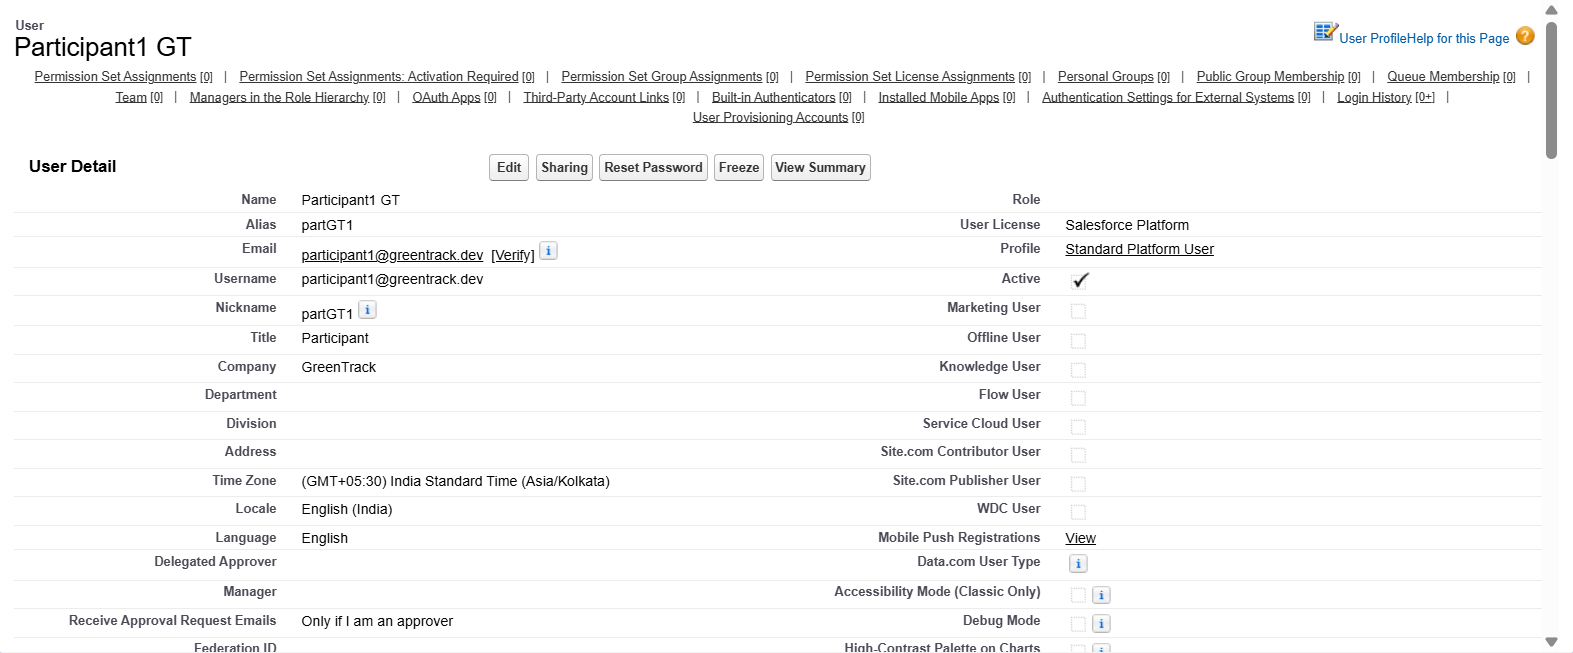 User
Participant1 GT
User Profile Help for this Page ?
Permission Set Assignments [0] | Permission Set Assignments: Activation Required [0] | Permission Set Group Assignments [0] | Permission Set License Assignments [0] | Personal Groups [0] | Public Group Membership [0] | Queue Membership [0] |
Team [0] | Managers in the Role Hierarchy [0] | OAuth Apps [0] | Third-Party Account Links [0] | Built-in Authenticators [0] | Installed Mobile Apps [0] | Authentication Settings for External Systems [0] | Login History [0+] |
User Provisioning Accounts [0]
User Detail Edit Sharing Reset Password Freeze View Summary
Name Participant1 GT Role
Alias partGT1 User License Salesforce Platform
Email participant1@greentrack.dev [Verify] i Profile Standard Platform User
Username participant1@greentrack.dev Active
Nickname partGT1 i Marketing User
Title Participant Offline User
Company GreenTrack Knowledge User
Department Flow User
Division Service Cloud User
Address Site.com Contributor User
Time Zone (GMT+05:30) India Standard Time (Asia/Kolkata) Site.com Publisher User
Locale English (India) WDC User
Language English Mobile Push Registrations View
Delegated Approver Data.com User Type i
Manager Accessibility Mode (Classic Only) i
Receive Approval Request Emails Only if I am an approver Debug Mode i
Federation ID High-Contrast Palette on Charts i